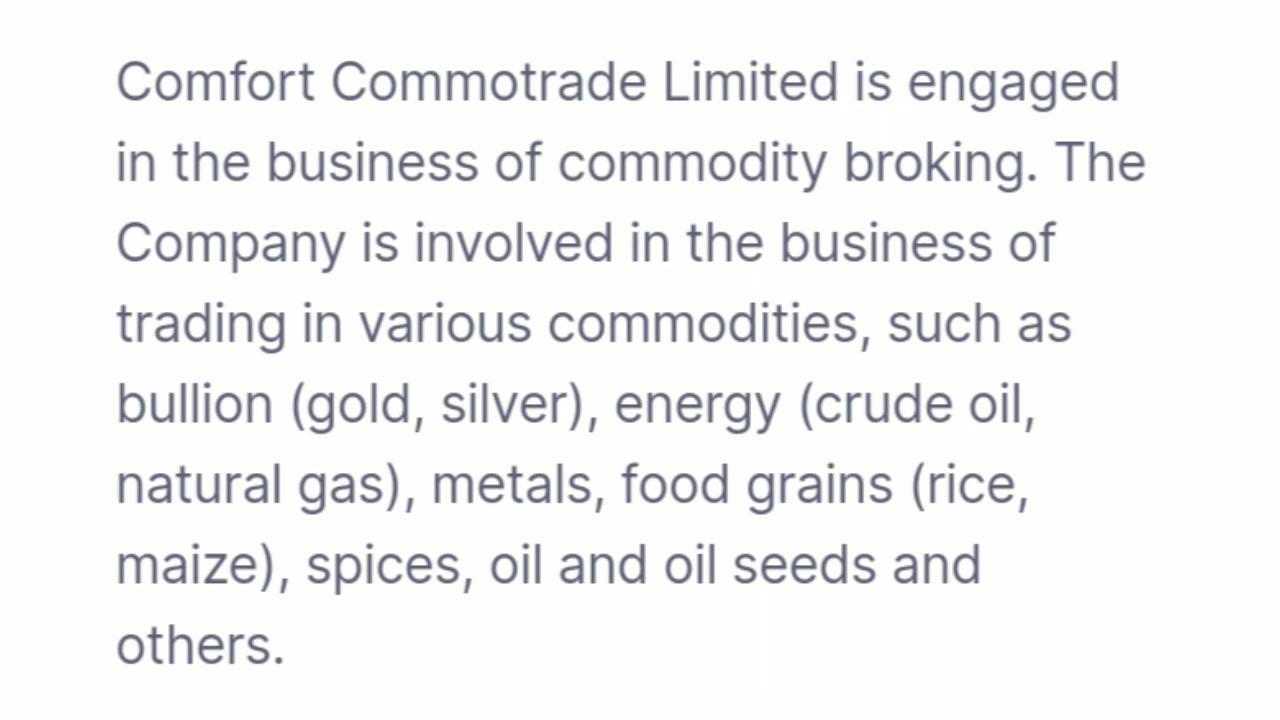 Comfort Commotrade Limited is engaged
in the business of commodity broking. The
Company is involved in the business of
trading in various commodities, such as
bullion (gold, silver), energy (crude oil,
natural gas), metals, food grains (rice,
maize), spices, oil and oil seeds and
others.